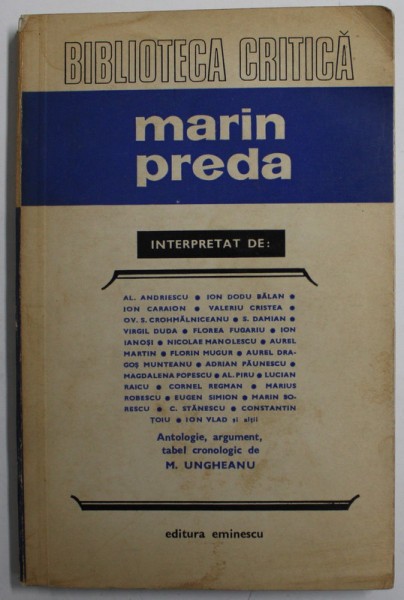 BIBLIOTECA CRITICĂ
marin
preda
INTERPRETAT DE:
AL. ANDRIESCU ● ION DODU BĂLAN ●
ION CARAION ● VALERIU CRISTEA ●
OV. S. CROHMĂLNICEANU ● S. DAMIAN ●
VIRGIL DUDA ● FLOREA FUGARIU ● ION
IANOȘI ● NICOLAE MANOLESCU ● AUREL
MARTIN ● FLORIN MUGUR ● AUREL DRA-
GOȘ MUNTEANU ● ADRIAN PĂUNESCU ●
MAGDALENA POPESCU ● AL. PIRU ● LUCIAN
RAICU ● CORNEL REGMAN ● MARIUS
ROBESCU ● EUGEN SIMION ● MARIN SO-
RESCU ● C. STĂNESCU ● CONSTANTIN
ȚOIU ● ION VLAD și alții
Antologie, argument,
tabel cronologic de
M. UNGHEANU
editura eminescu